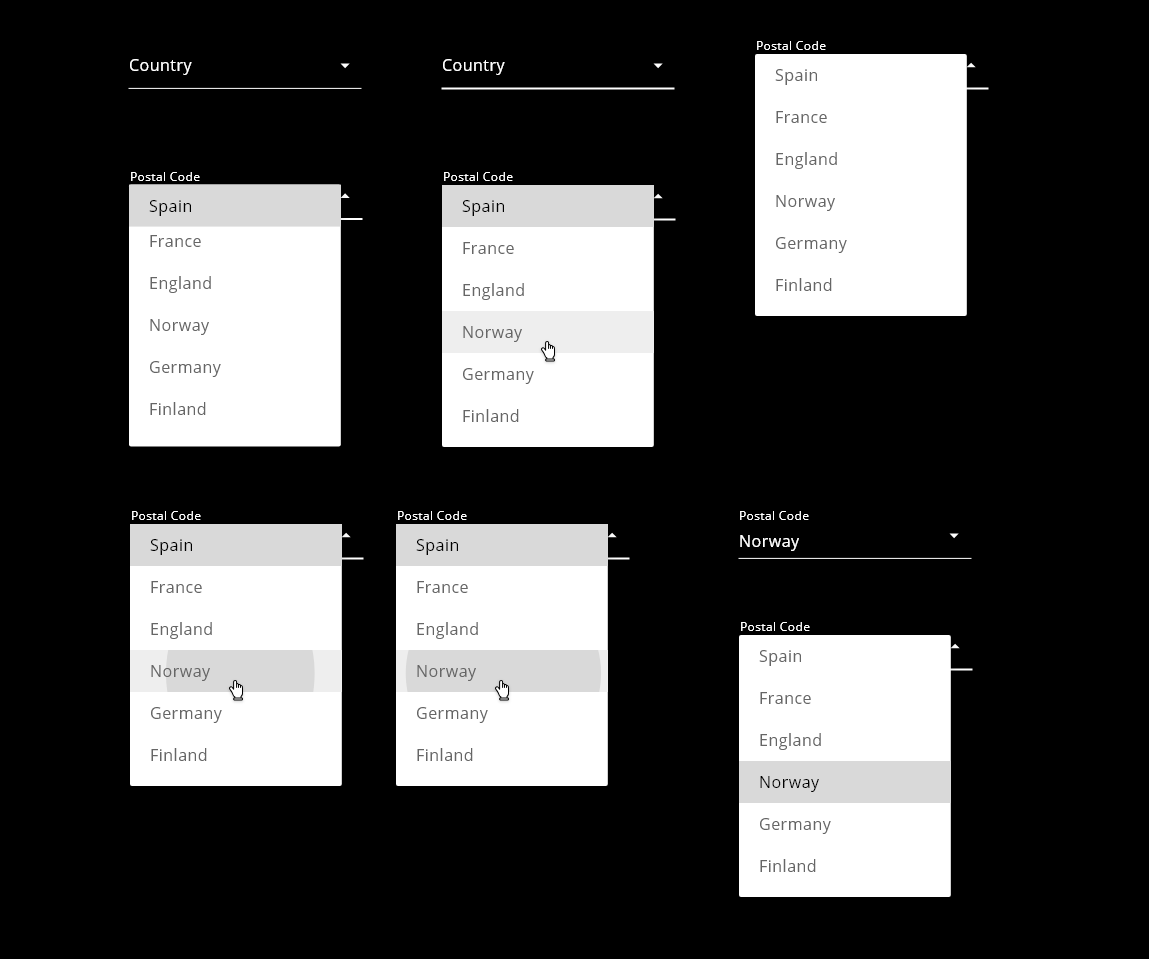 Country
Country
Postal Code
Spain
France
England
Norway
Germany
Finland
Postal Code
Spain
France
England
Norway
Germany
Finland
Postal Code
Spain
France
England
Norway
Germany
Finland
Postal Code
Spain
France
England
Norway
Germany
Finland
Postal Code
Spain
France
England
Norway
Germany
Finland
Postal Code
Norway
Postal Code
Spain
France
England
Norway
Germany
Finland